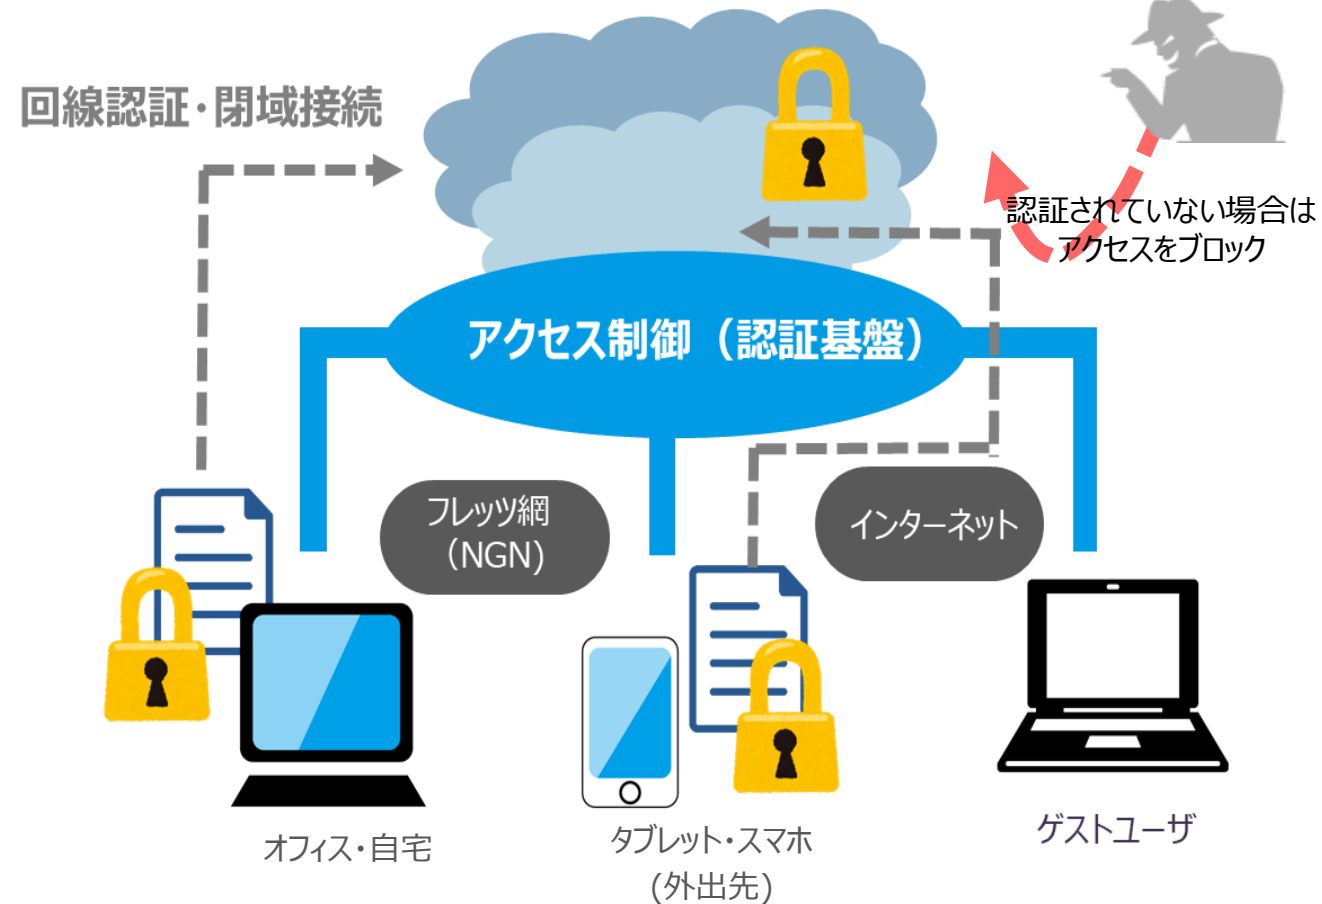 回線認証・閉域接続
認証されていない場合は
アクセスをブロック
アクセス制御（認証基盤）
フレッツ網
（NGN)
インターネット
オフィス・自宅
タブレット・スマホ
(外出先)
ゲストユーザ